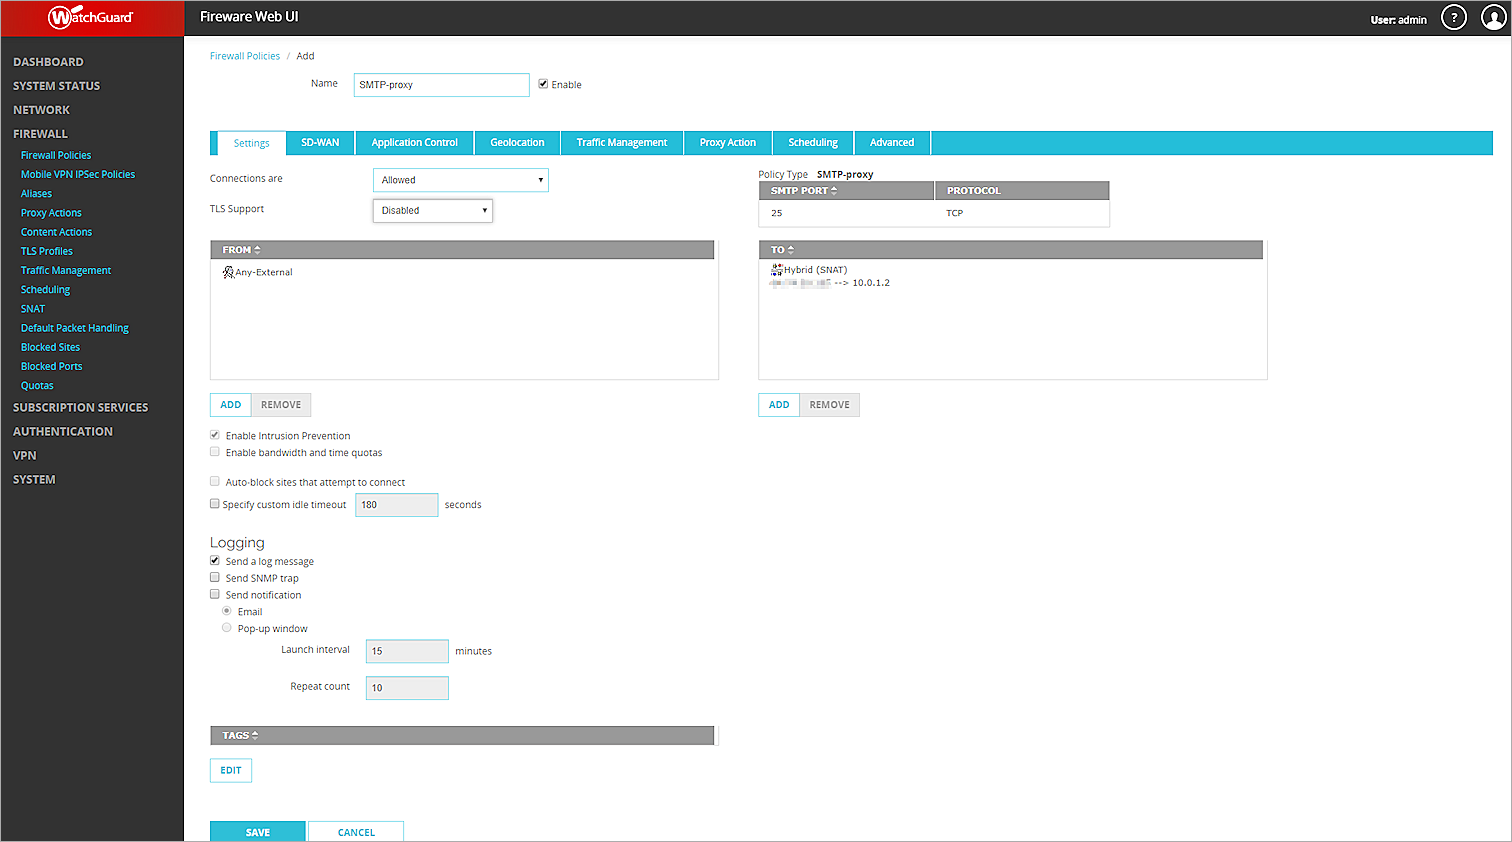 WatchGuard
Fireware Web UI
User: admin
?
DASHBOARD
SYSTEM STATUS
NETWORK
FIREWALL
Firewall Policies
Mobile VPN IPSec Policies
Aliases
Proxy Actions
Content Actions
TLS Profiles
Traffic Management
Scheduling
SNAT
Default Packet Handling
Blocked Sites
Blocked Ports
Quotas
SUBSCRIPTION SERVICES
AUTHENTICATION
VPN
SYSTEM
Firewall Policies / Add
Name SMTP-proxy Enable
Settings SD-WAN Application Control Geolocation Traffic Management Proxy Action Scheduling Advanced
Connections are Allowed
TLS Support Disabled
Policy Type SMTP-proxy
SMTP PORT PROTOCOL
25 TCP
FROM
Any-External
TO
Hybrid (SNAT)
--> 10.0.1.2
ADD REMOVE
ADD REMOVE
Enable Intrusion Prevention
Enable bandwidth and time quotas
Auto-block sites that attempt to connect
Specify custom idle timeout 180 seconds
Logging
Send a log message
Send SNMP trap
Send notification
Email
Pop-up window
Launch interval 15 minutes
Repeat count 10
TAGS
EDIT
SAVE CANCEL